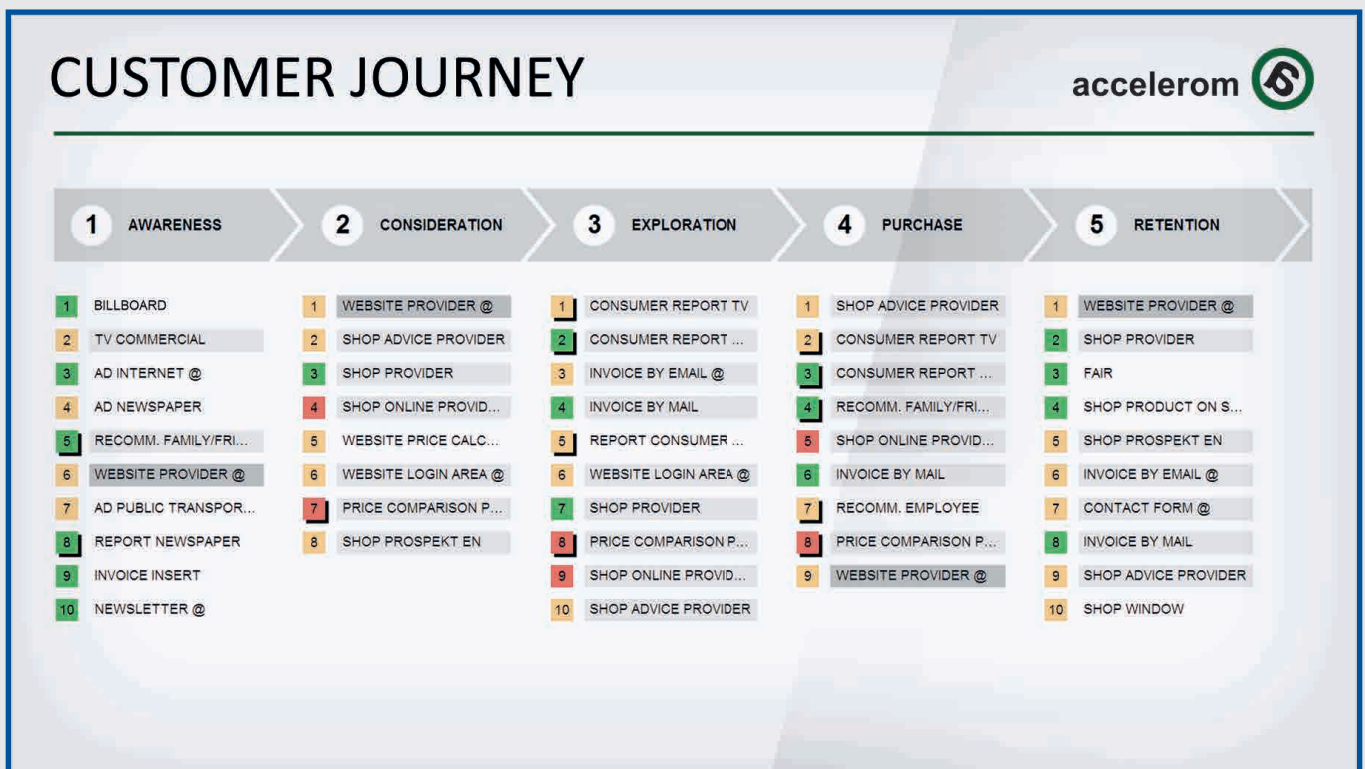 CUSTOMER JOURNEY
accelerom
1 AWARENESS
1 BILLBOARD
2 TV COMMERCIAL
3 AD INTERNET @
4 AD NEWSPAPER
5 RECOMM. FAMILY/FRI...
6 WEBSITE PROVIDER @
7 AD PUBLIC TRANSPOR...
8 REPORT NEWSPAPER
9 INVOICE INSERT
10 NEWSLETTER @
2 CONSIDERATION
1 WEBSITE PROVIDER @
2 SHOP ADVICE PROVIDER
3 SHOP PROVIDER
4 SHOP ONLINE PROVID...
5 WEBSITE PRICE CALC...
6 WEBSITE LOGIN AREA @
7 PRICE COMPARISON P...
8 SHOP PROSPEKT EN
3 EXPLORATION
1 CONSUMER REPORT TV
2 CONSUMER REPORT ...
3 INVOICE BY EMAIL @
4 INVOICE BY MAIL
5 REPORT CONSUMER ...
6 WEBSITE LOGIN AREA @
7 SHOP PROVIDER
8 PRICE COMPARISON P...
9 SHOP ONLINE PROVID...
10 SHOP ADVICE PROVIDER
4 PURCHASE
1 SHOP ADVICE PROVIDER
2 CONSUMER REPORT TV
3 CONSUMER REPORT ...
4 RECOMM. FAMILY/FRI...
5 SHOP ONLINE PROVID...
6 INVOICE BY MAIL
7 RECOMM. EMPLOYEE
8 PRICE COMPARISON P...
9 WEBSITE PROVIDER @
5 RETENTION
1 WEBSITE PROVIDER @
2 SHOP PROVIDER
3 FAIR
4 SHOP PRODUCT ON S...
5 SHOP PROSPEKT EN
6 INVOICE BY EMAIL @
7 CONTACT FORM @
8 INVOICE BY MAIL
9 SHOP ADVICE PROVIDER
10 SHOP WINDOW